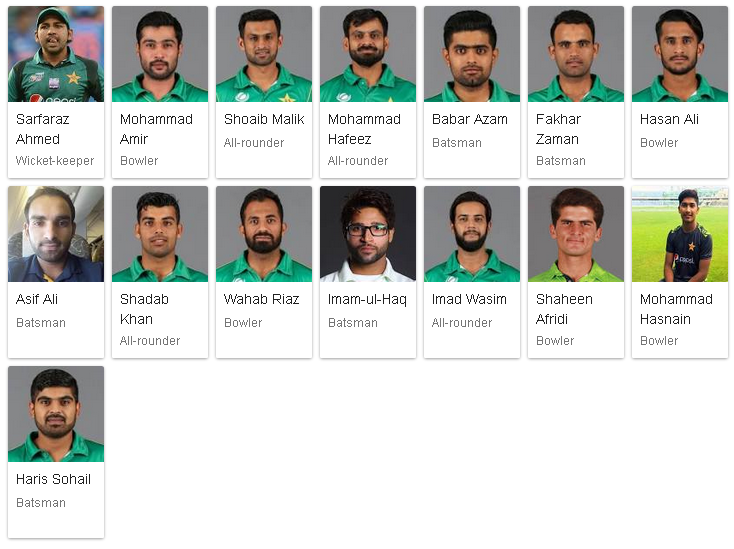 Sarfaraz
Ahmed
Wicket-keeper
Mohammad
Amir
Bowler
Shoaib Malik
All-rounder
Mohammad
Hafeez
All-rounder
Babar Azam
Batsman
Fakhar
Zaman
Batsman
Hasan Ali
Bowler
Asif Ali
Batsman
Shadab
Khan
All-rounder
Wahab Riaz
Bowler
Imam-ul-Haq
Batsman
Imad Wasim
All-rounder
Shaheen
Afridi
Bowler
pepsi
Mohammad
Hasnain
Bowler
Haris Sohail
Batsman